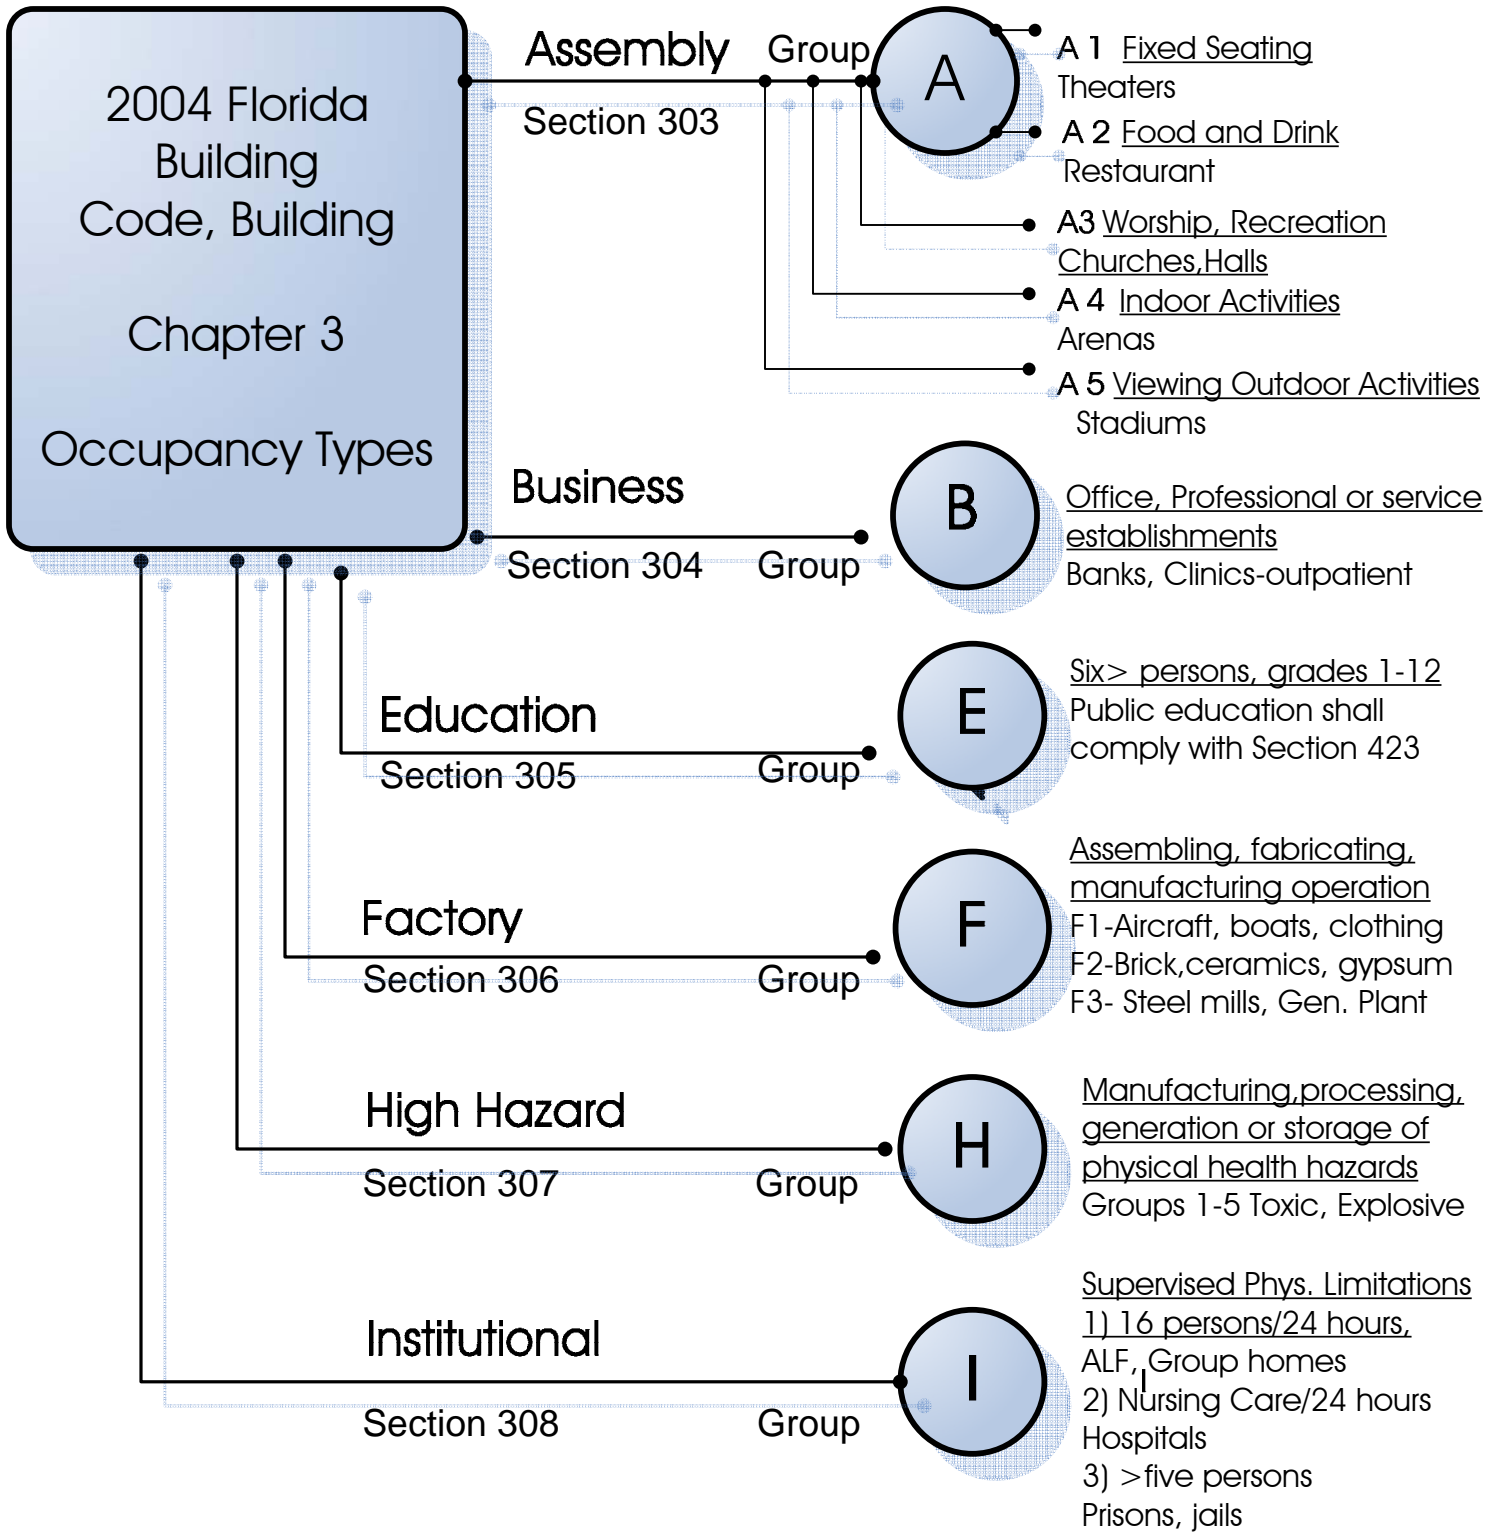 2004 Florida
Building
Code, Building
Chapter 3
Occupancy Types
Assembly
Group
Section 303
A
A 1 Fixed Seating
Theaters
A 2 Food and Drink
Restaurant
A3 Worship, Recreation
Churches,Halls
A 4 Indoor Activities
Arenas
A 5 Viewing Outdoor Activities
Stadiums
Business
Section 304
Group
B
Office, Professional or service
establishments
Banks, Clinics-outpatient
Education
Section 305
Group
E
Six> persons, grades 1-12
Public education shall
comply with Section 423
Factory
Section 306
Group
F
Assembling, fabricating,
manufacturing operation
F1-Aircraft, boats, clothing
F2-Brick,ceramics, gypsum
F3- Steel mills, Gen. Plant
High Hazard
Section 307
Group
H
Manufacturing,processing,
generation or storage of
physical health hazards
Groups 1-5 Toxic, Explosive
Institutional
Section 308
Group
I
Supervised Phys. Limitations
1) 16 persons/24 hours,
ALF, Group homes
2) Nursing Care/24 hours
Hospitals
3) >five persons
Prisons, jails